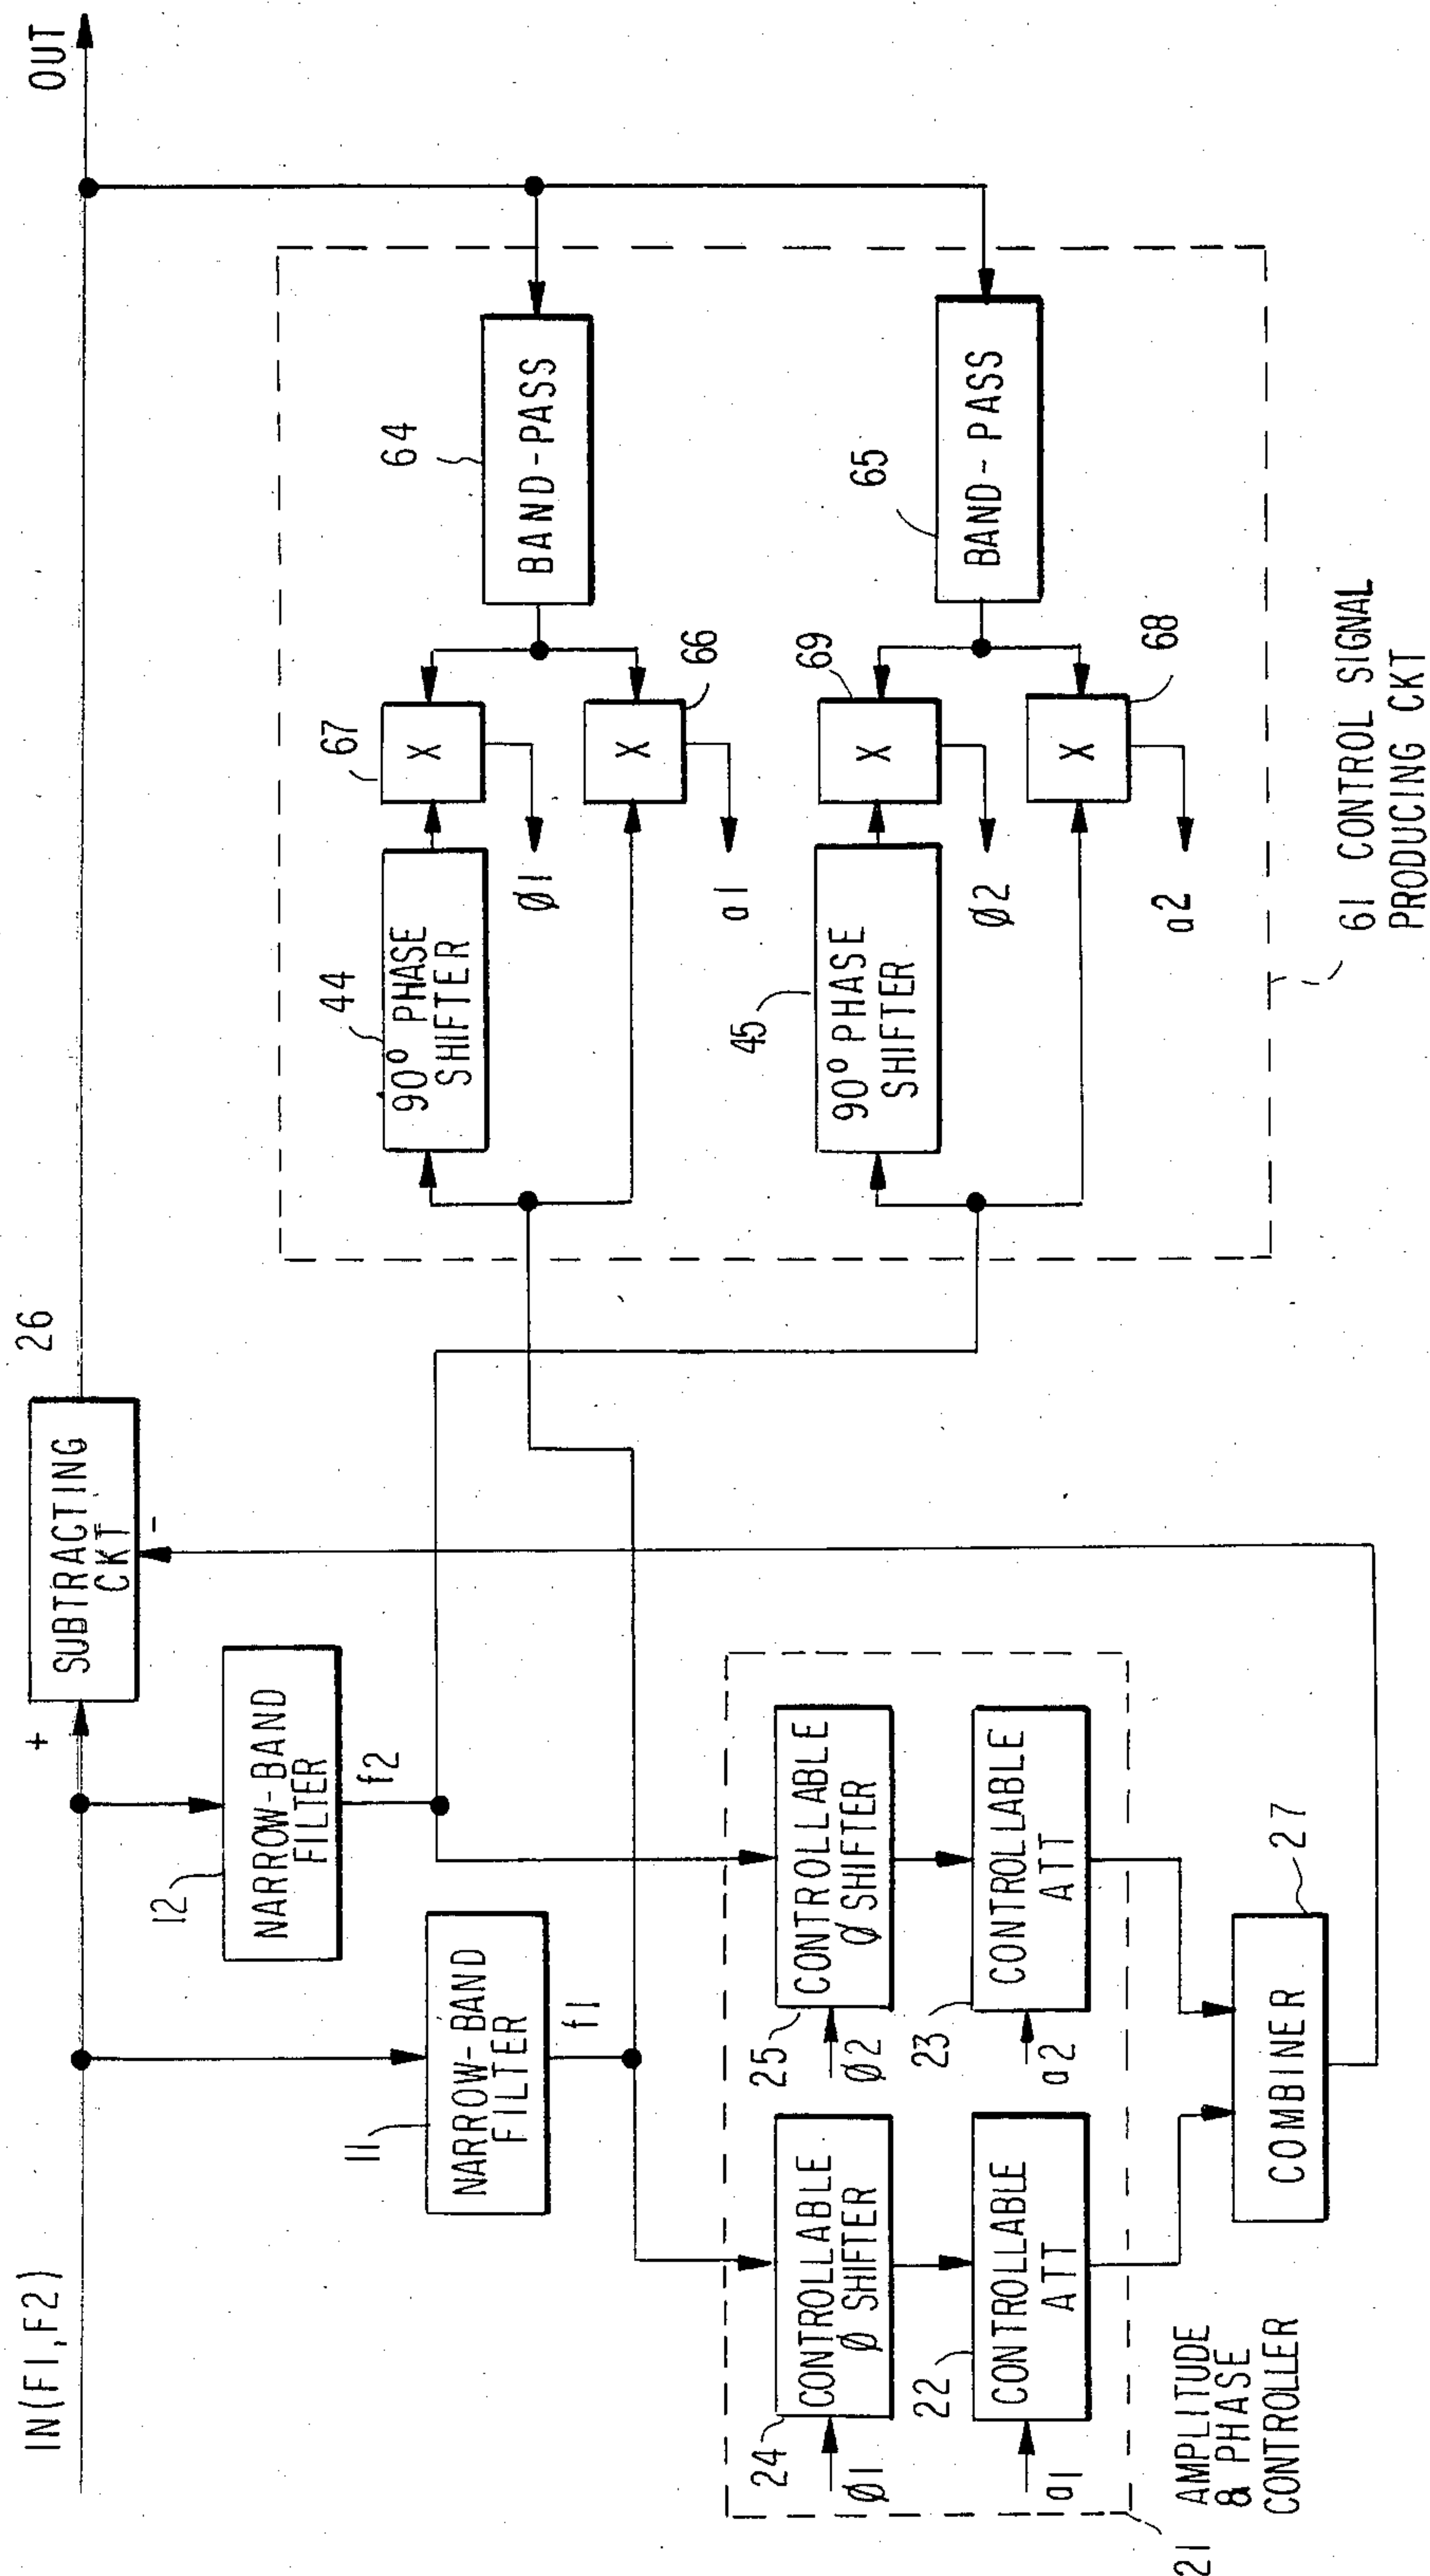 IN(F1,F2)
+
SUBTRACTING
CKT
26
-
OUT
12
NARROW-BAND
FILTER
f2
11
NARROW-BAND
FILTER
f1
24
CONTROLLABLE
Ø SHIFTER
Ø1
22
CONTROLLABLE
ATT
a1
25
CONTROLLABLE
Ø SHIFTER
Ø2
23
CONTROLLABLE
ATT
a2
21 AMPLITUDE
& PHASE
CONTROLLER
COMBINER
27
44
90° PHASE
SHIFTER
67
X
Ø1
64
BAND-PASS
66
X
a1
45
90° PHASE
SHIFTER
69
X
Ø2
65
BAND-PASS
68
X
a2
61 CONTROL SIGNAL
PRODUCING CKT